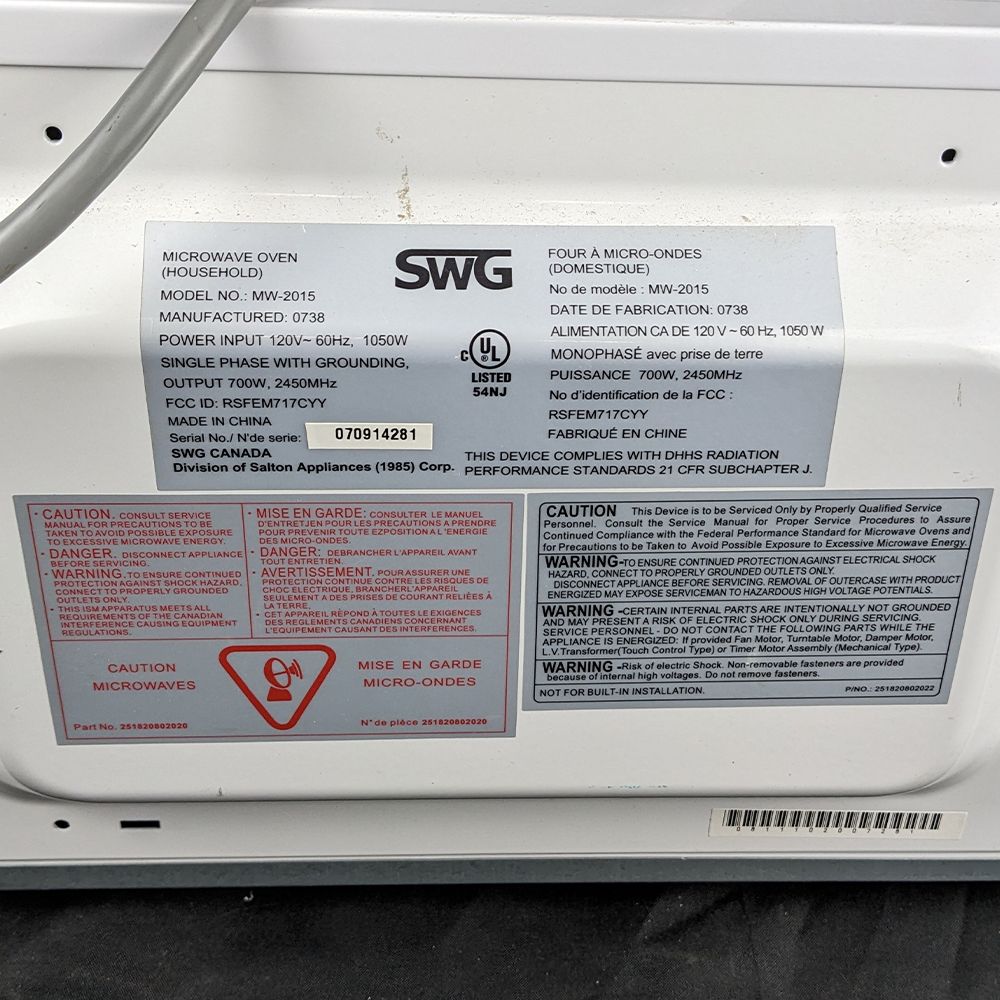 MICROWAVE OVEN
(HOUSEHOLD)
MODEL NO.: MW-2015
MANUFACTURED: 0738
POWER INPUT 120V~ 60Hz, 1050W
SINGLE PHASE WITH GROUNDING,
OUTPUT 700W, 2450MHz
FCC ID: RSFEM717CYY
MADE IN CHINA
Serial No./ N'de serie: 070914281
SWG CANADA
Division of Salton Appliances (1985) Corp.
SWG
C UL ®
LISTED
54NJ
FOUR À MICRO-ONDES
(DOMESTIQUE)
No de modèle : MW-2015
DATE DE FABRICATION: 0738
ALIMENTATION CA DE 120 V ~ 60 Hz, 1050 W
MONOPHASÉ avec prise de terre
PUISSANCE 700W, 2450MHz
No d'identification de la FCC :
RSFEM717CYY
FABRIQUÉ EN CHINE
THIS DEVICE COMPLIES WITH DHHS RADIATION
PERFORMANCE STANDARDS 21 CFR SUBCHAPTER J.
· CAUTION. CONSULT SERVICE
MANUAL FOR PRECAUTIONS TO BE
TAKEN TO AVOID POSSIBLE EXPOSURE
TO EXCESSIVE MICROWAVE ENERGY.
· DANGER. DISCONNECT APPLIANCE
BEFORE SERVICING.
· WARNING. TO ENSURE CONTINUED
PROTECTION AGAINST SHOCK HAZARD,
CONNECT TO PROPERLY GROUNDED
OUTLETS ONLY.
· THIS ISM APPARATUS MEETS ALL
REQUIREMENTS OF THE CANADIAN
INTERFERENCE CAUSING EQUIPMENT
REGULATIONS.
· MISE EN GARDE: CONSULTER LE MANUEL
D'ENTRETJEN POUR LES PRECAUTIONS A PRENDRE
POUR PREVENIR TOUTE EZPOSITION A L'ENERGIE
DES MICRO-ONDES.
· DANGER: DEBRANCHER L'APPAREIL AVANT
TOUT ENTRETIEN.
· AVERTISSEMENT. POUR ASSURER UNE
PROTECTION CONTINUE CONTRE LES RISQUES DE
CHOC ELECTRIQUE, BRANCHER L'APPAREIL
SEULEMENT A DES PRISES DE COURANT RELIÉES À
LA TERRE.
· CET APPAREIL RÉPOND À TOUTES LE EXIGENCES
DES REGLEMENTS CANADIENS CONCERNANT
L'EQUIPEMENT CAUSANT DES INTERFERENCES.
CAUTION
MICROWAVES
MISE EN GARDE
MICRO-ONDES
Part No. 251820802020
N° de plèce 251820802020
CAUTION This Device is to be Serviced Only by Properly Qualified Service
Personnel. Consult the Service Manual for Proper Service Procedures to Assure
Continued Compliance with the Federal Performance Standard for Microwave Ovens and
for Precautions to be Taken to Avoid Possible Exposure to Excessive Microwave Energy.
WARNING-TO ENSURE CONTINUED PROTECTION AGAINST ELECTRICAL SHOCK
HAZARD, CONNECT TO PROPERLY GROUNDED OUTLETS ONLY.
DISCONNECT APPLIANCE BEFORE SERVICING. REMOVAL OF OUTERCASE WITH PRODUCT
ENERGIZED MAY EXPOSE SERVICEMAN TO HAZARDOUS HIGH VOLTAGE POTENTIALS.
WARNING -CERTAIN INTERNAL PARTS ARE INTENTIONALLY NOT GROUNDED
AND MAY PRESENT A RISK OF ELECTRIC SHOCK ONLY DURING SERVICING.
SERVICE PERSONNEL - DO NOT CONTACT THE FOLLOWING PARTS WHILE THE
APPLIANCE IS ENERGIZED: If provided Fan Motor, Turntable Motor, Damper Motor,
L.V.Transformer(Touch Control Type) or Timer Motor Assembly (Mechanical Type).
WARNING -Risk of electric Shock. Non-removable fasteners are provided
because of internal high voltages. Do not remove fasteners.
NOT FOR BUILT-IN INSTALLATION. P/NO.: 251820802022